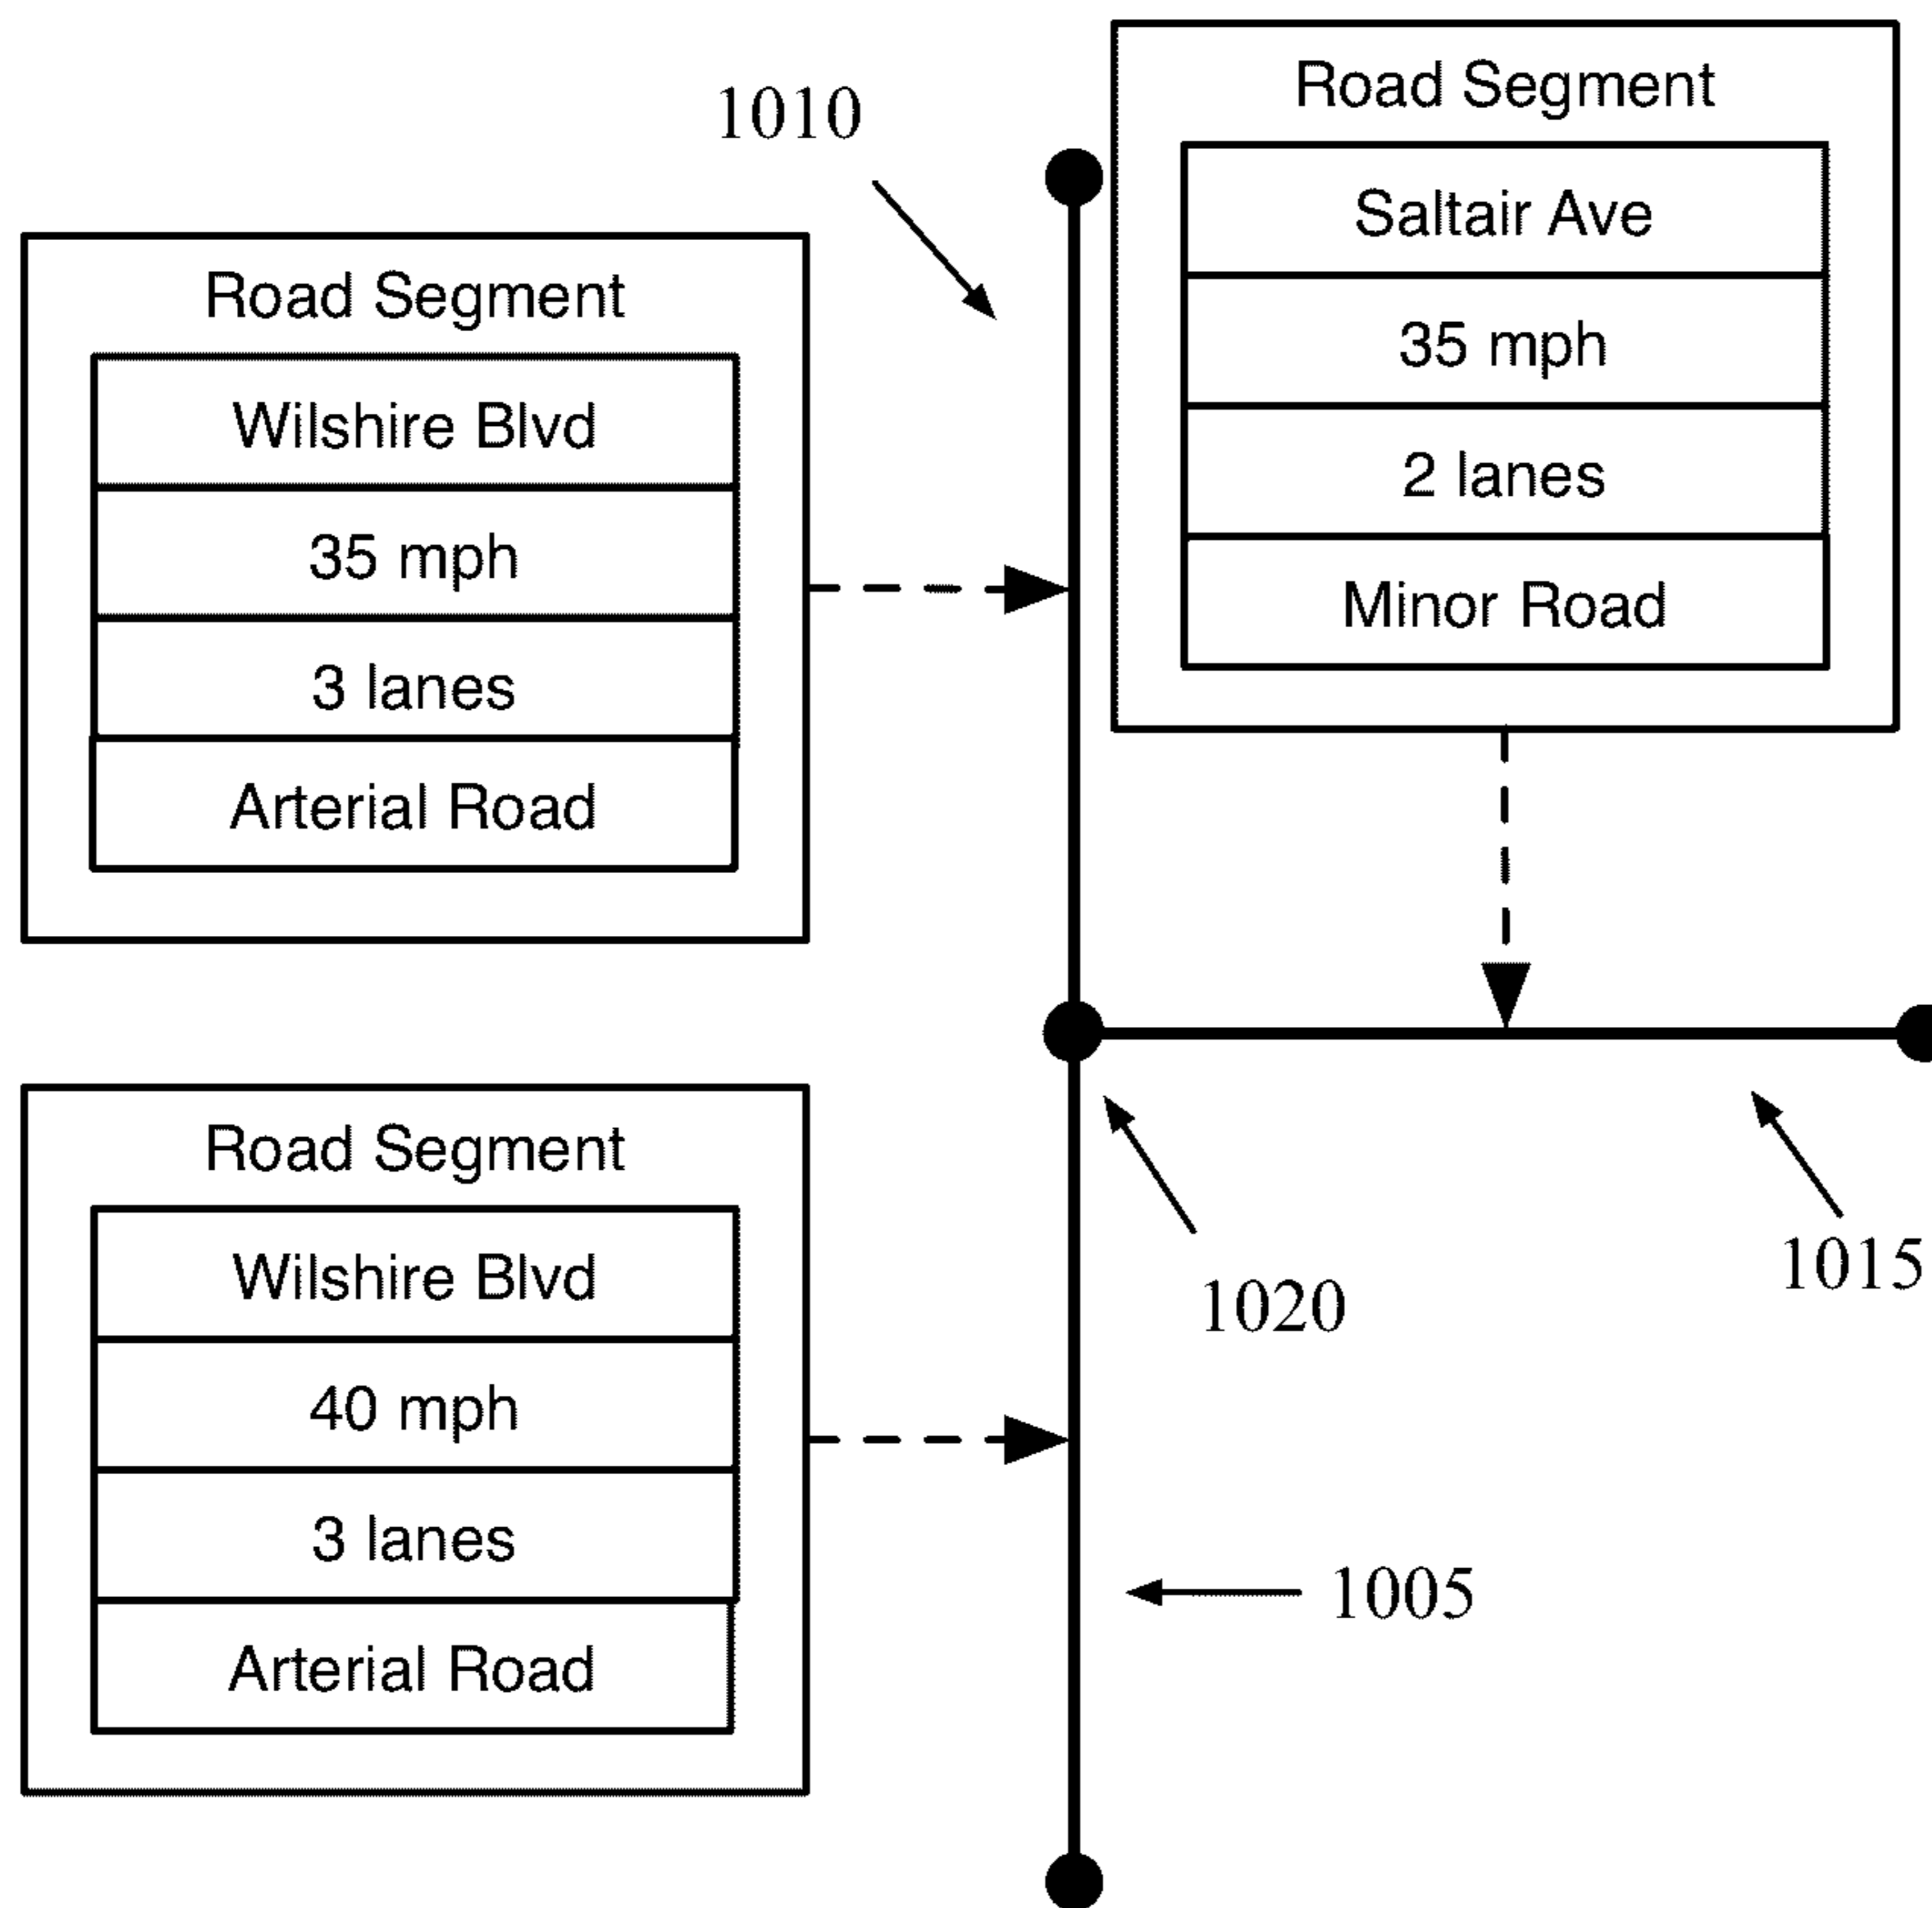 1010
Road Segment
Saltair Ave
35 mph
2 lanes
Minor Road
Road Segment
Wilshire Blvd
35 mph
3 lanes
Arterial Road
Road Segment
Wilshire Blvd
40 mph
3 lanes
Arterial Road
1020
1015
1005